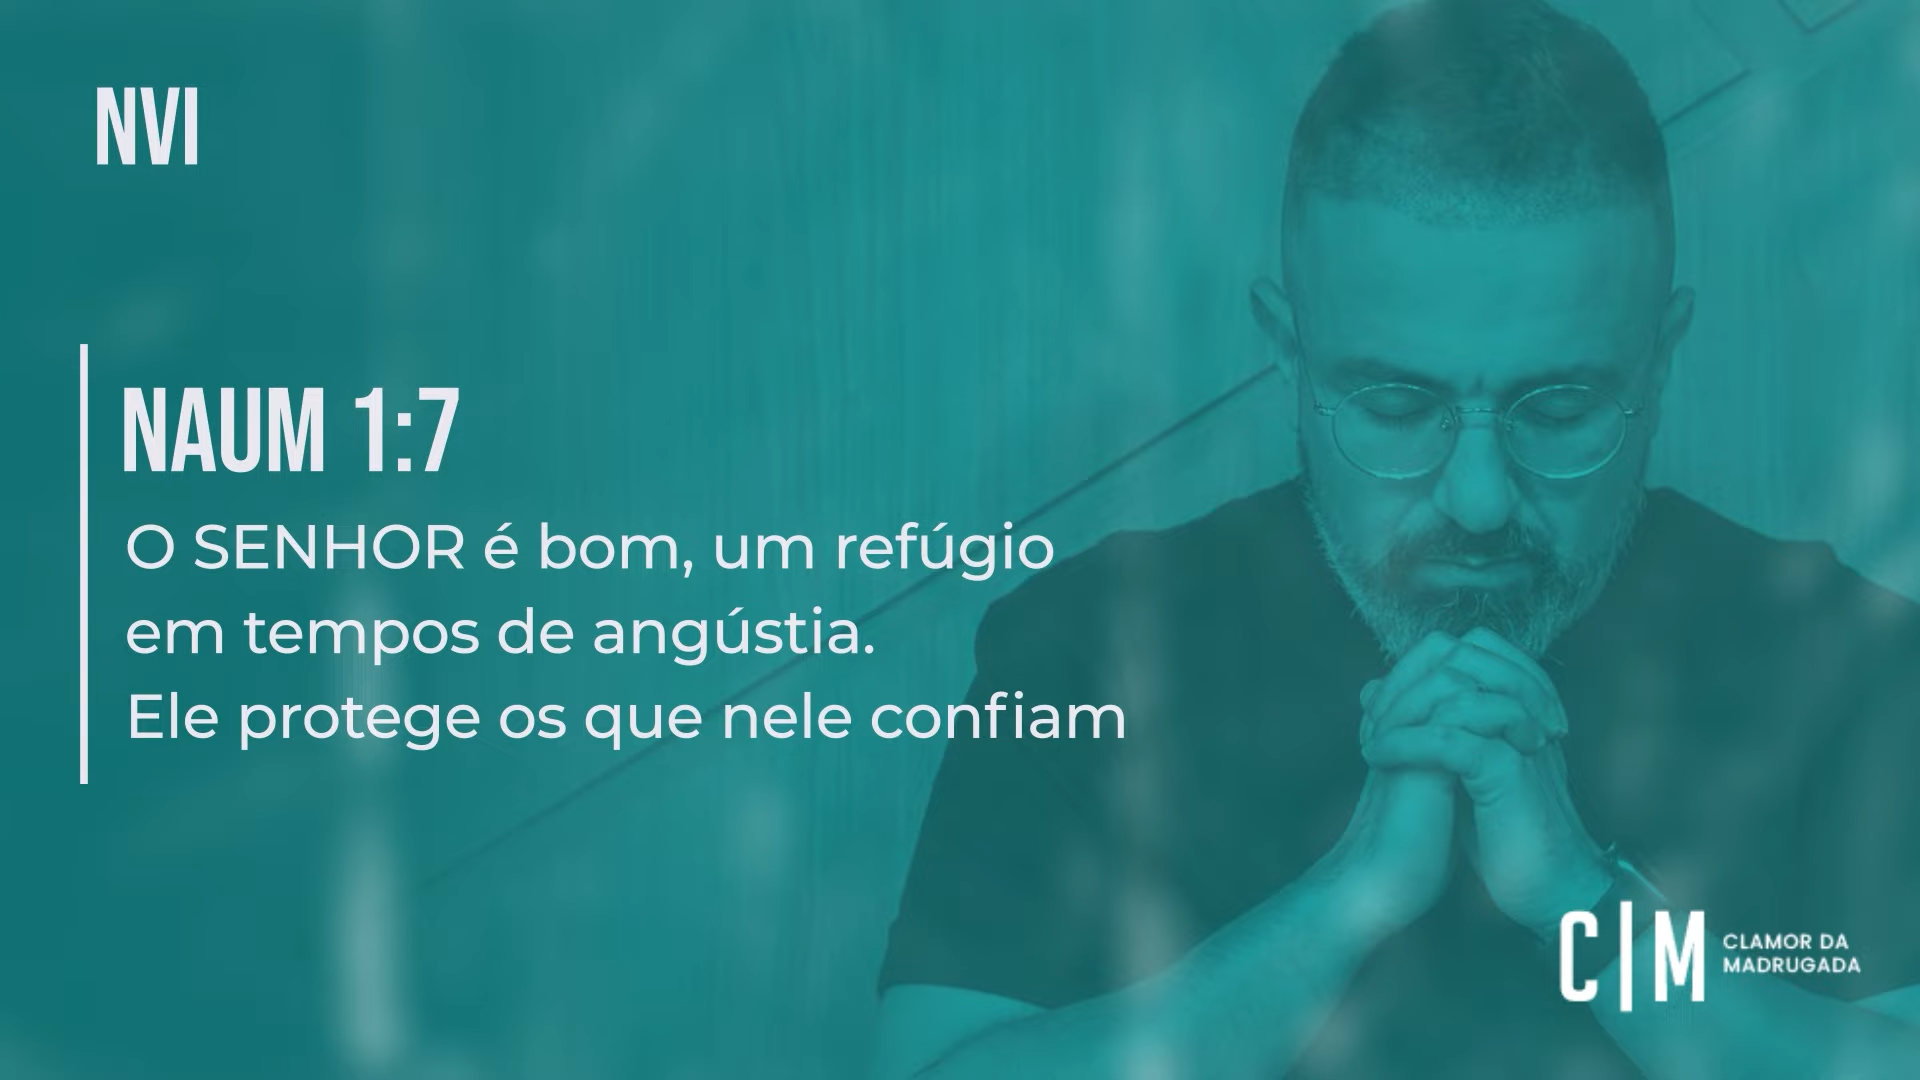 NVI
NAUM 1:7
O SENHOR é bom, um refúgio
em tempos de angústia.
Ele protege os que nele confiam
C|M
CLAMOR DA
MADRUGADA